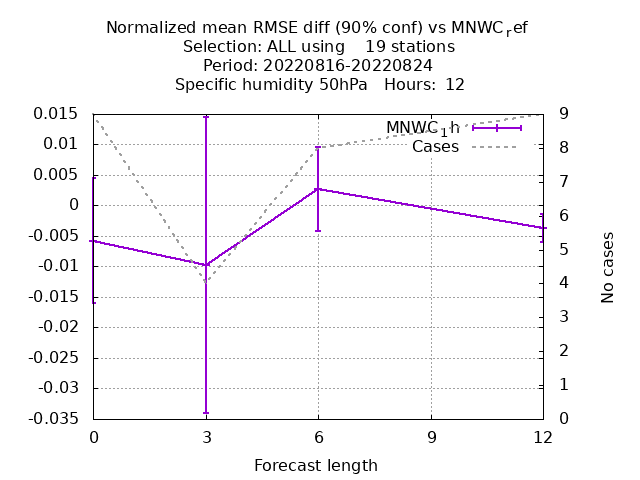 Normalized mean RMSE diff (90% conf) vs MNWC_ref
Selection: ALL using 19 stations
Period: 20220816-20220824
Specific humidity 50hPa Hours: 12
MNWC_1h
Cases
0.015
0.01
0.005
0
-0.005
-0.01
-0.015
-0.02
-0.025
-0.03
-0.035
9
8
7
6
5
4
3
2
1
0
No cases
0 3 6 9 12
Forecast length